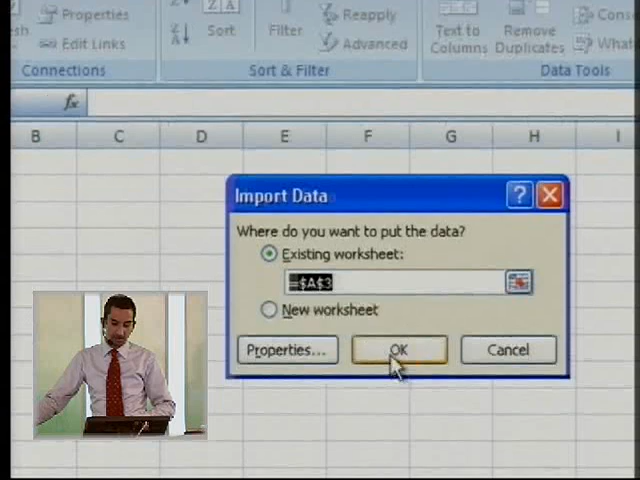 Properties
Edit Links
Connections
Sort
Filter
Reapply
Advanced
Sort & Filter
Text to
Columns
Remove
Duplicates
Data Tools
fx
B C D E F G H I
Import Data
Where do you want to put the data?
Existing worksheet:
=$A$3
New worksheet
Properties...
OK
Cancel